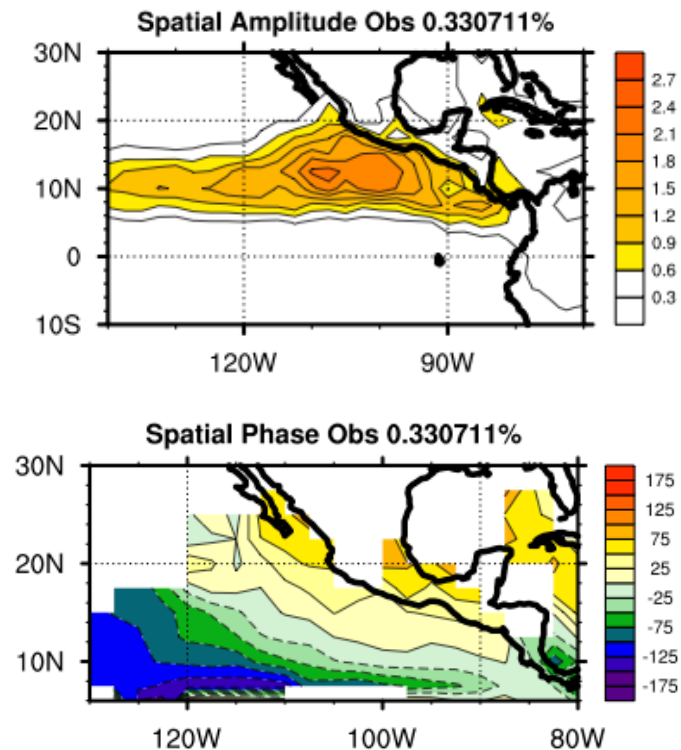 Spatial Amplitude Obs 0.330711%
30N
20N
10N
0
10S
120W
90W
2.7
2.4
2.1
1.8
1.5
1.2
0.9
0.6
0.3
Spatial Phase Obs 0.330711%
30N
20N
10N
120W
100W
80W
175
125
75
25
-25
-75
-125
-175